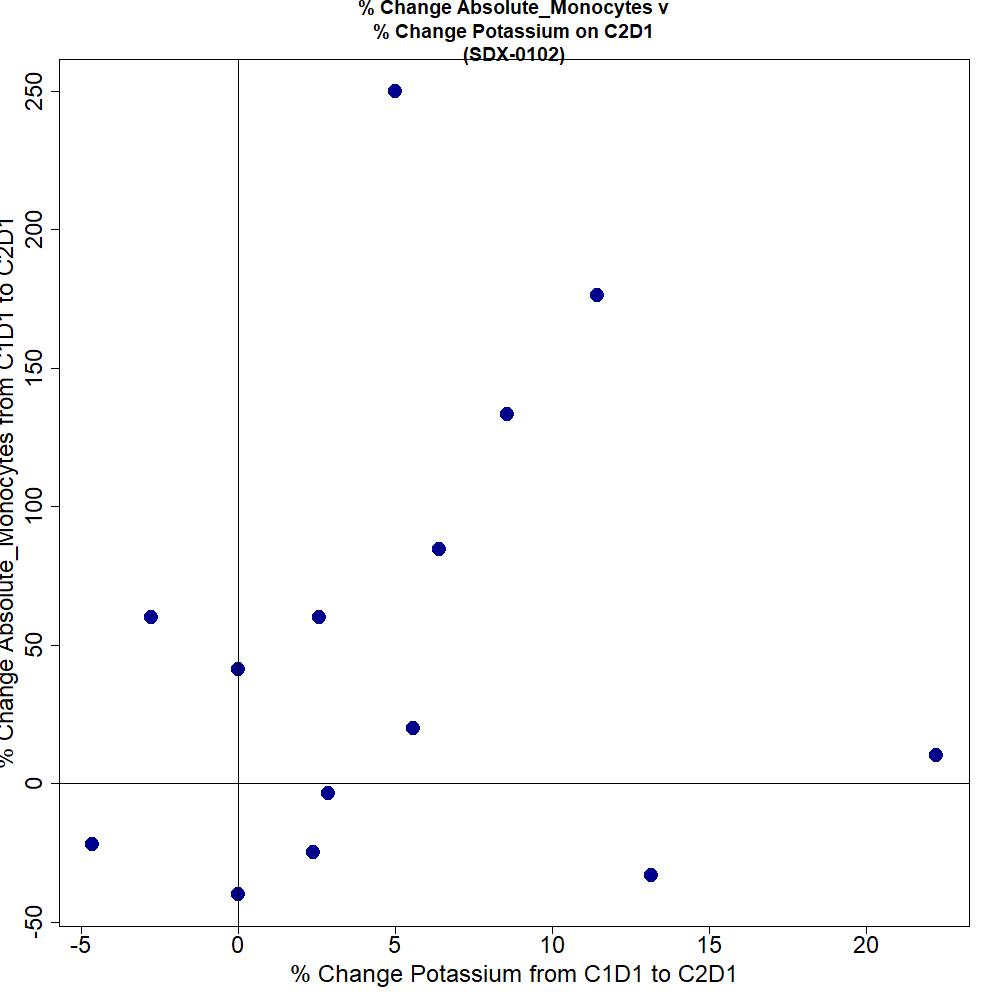 % Change Absolute_Monocytes v
% Change Potassium on C2D1
(SDX-0102)
% Change Absolute_Monocytes from C1D1 to C2D1
250
200
150
100
50
0
-50
-5
0
5
10
15
20
% Change Potassium from C1D1 to C2D1